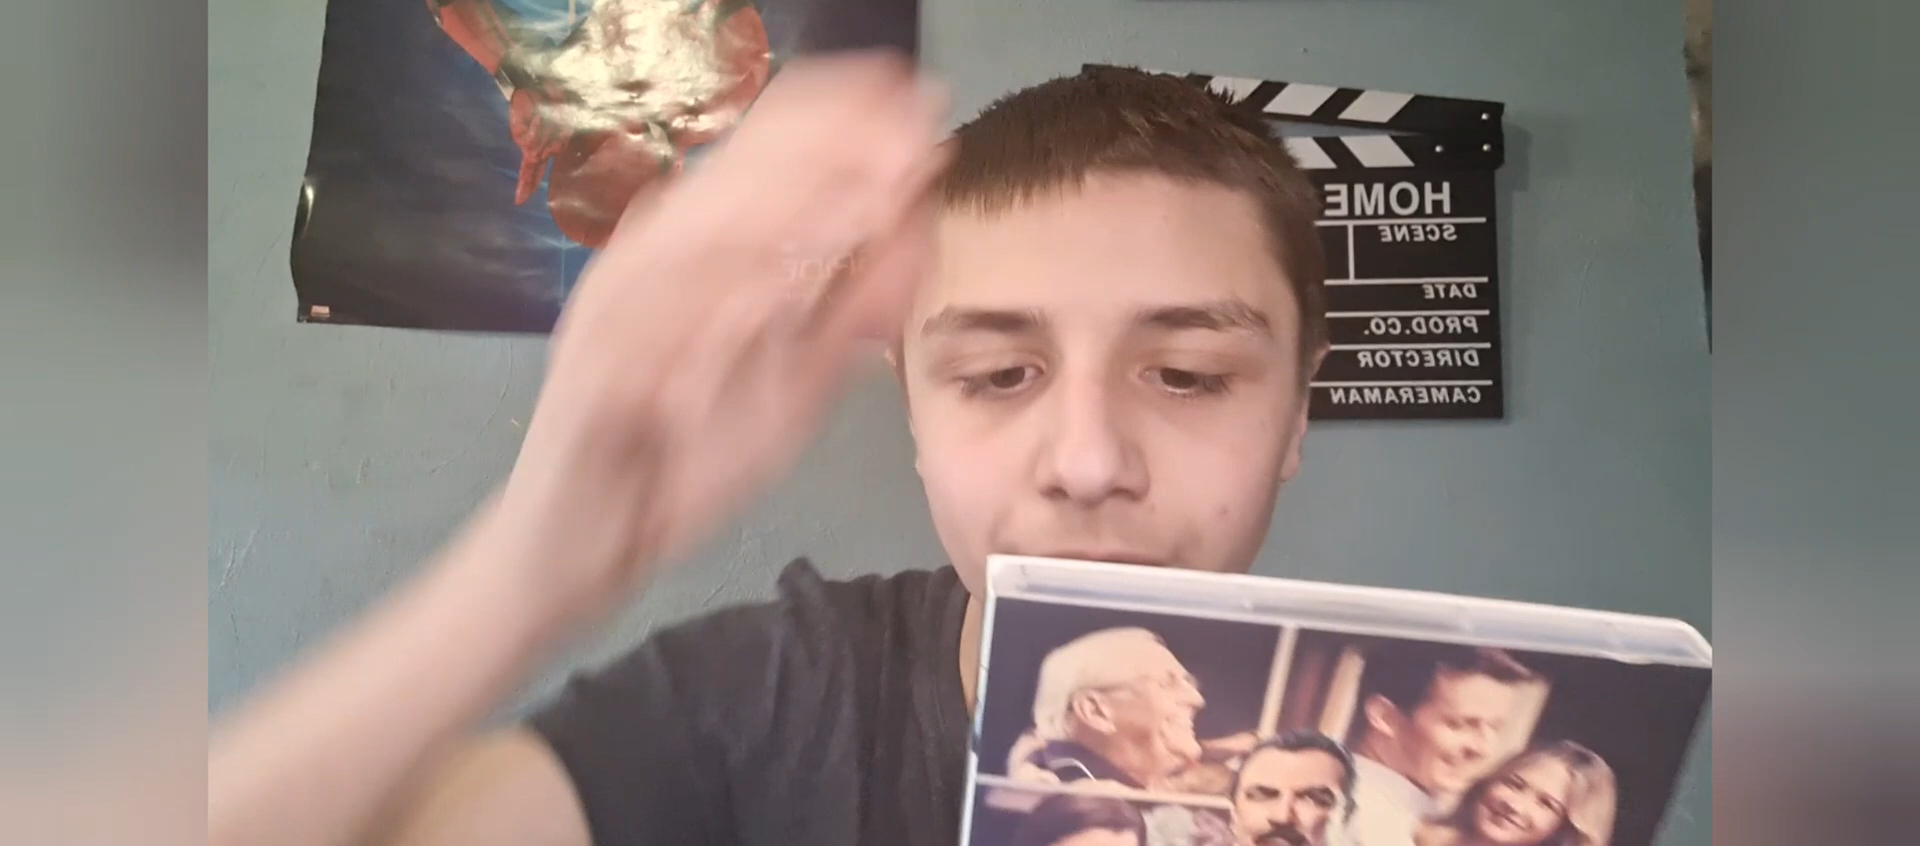 HOME
SCENE
DATE
PROD.CO.
DIRECTOR
CAMERAMAN